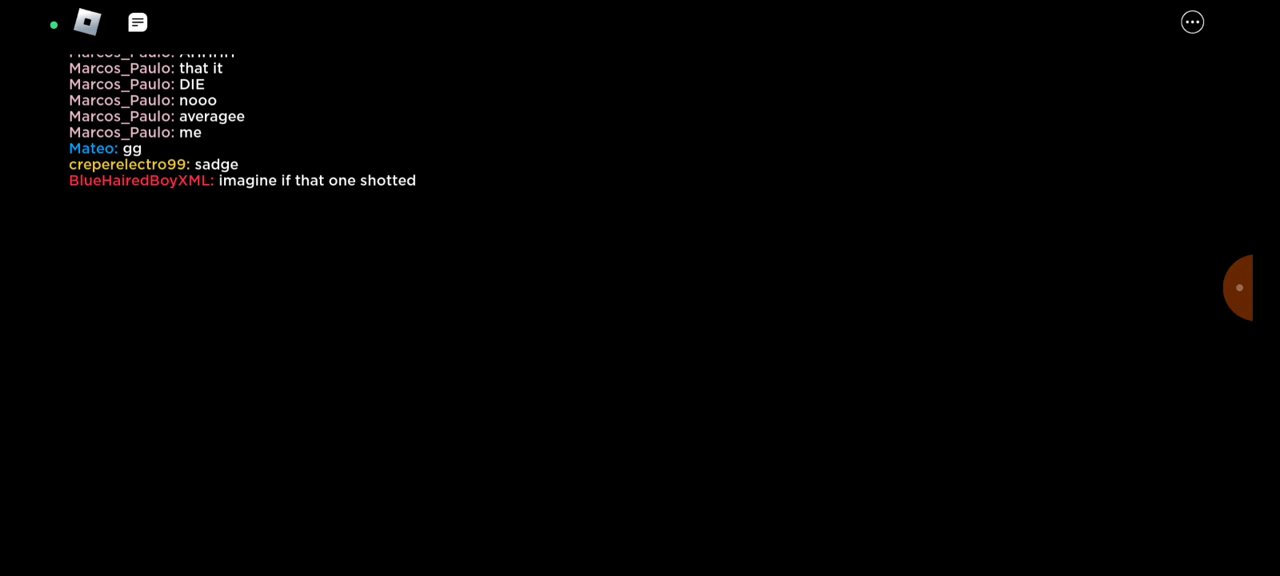 Marcos_Paulo:
Marcos_Paulo: that it
Marcos_Paulo: DIE
Marcos_Paulo: nooo
Marcos_Paulo: averagee
Marcos_Paulo: me
Mateo: gg
creperelectro99: sadge
BlueHairedBoyXML: imagine if that one shotted